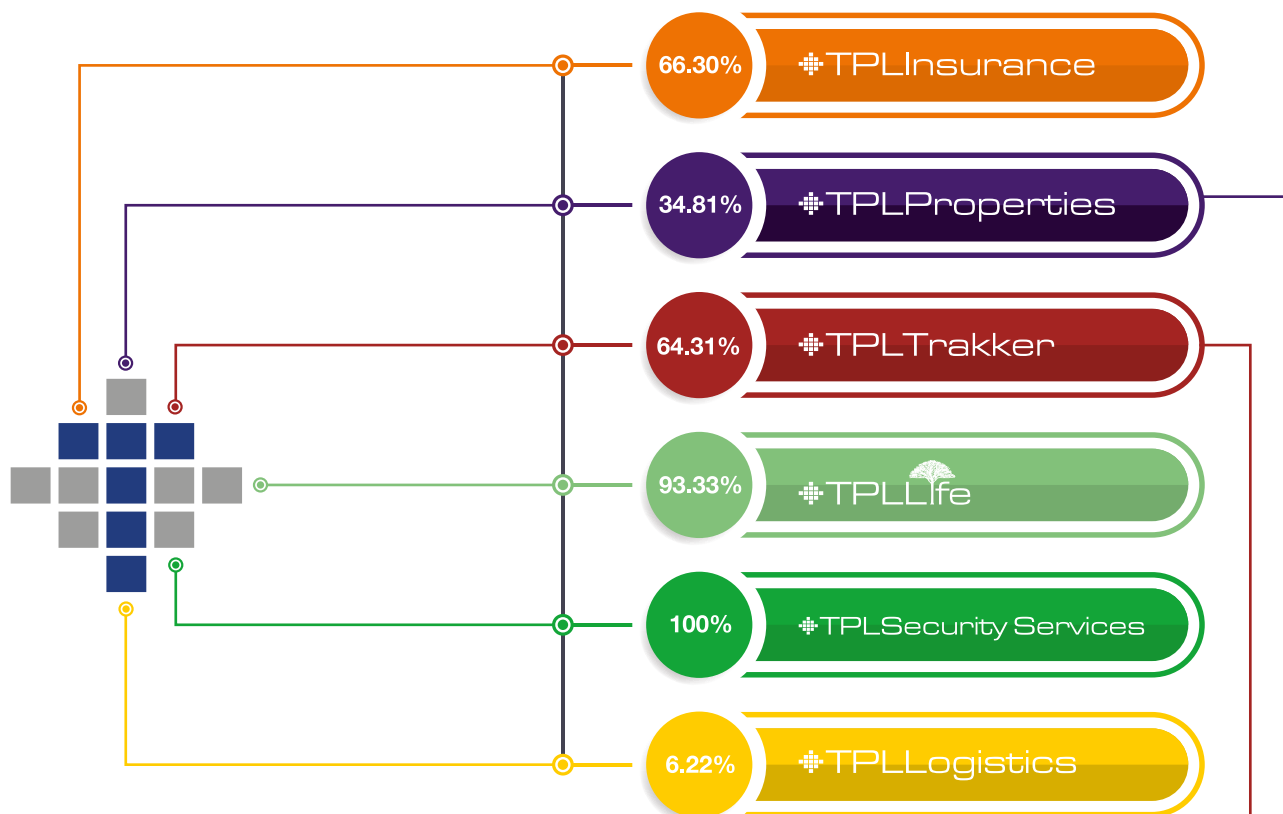 66.30% TPLInsurance
34.81% TPLProperties
64.31% TPLTrakker
93.33% TPLLife
100% TPLSecurity Services
6.22% TPLLogistics